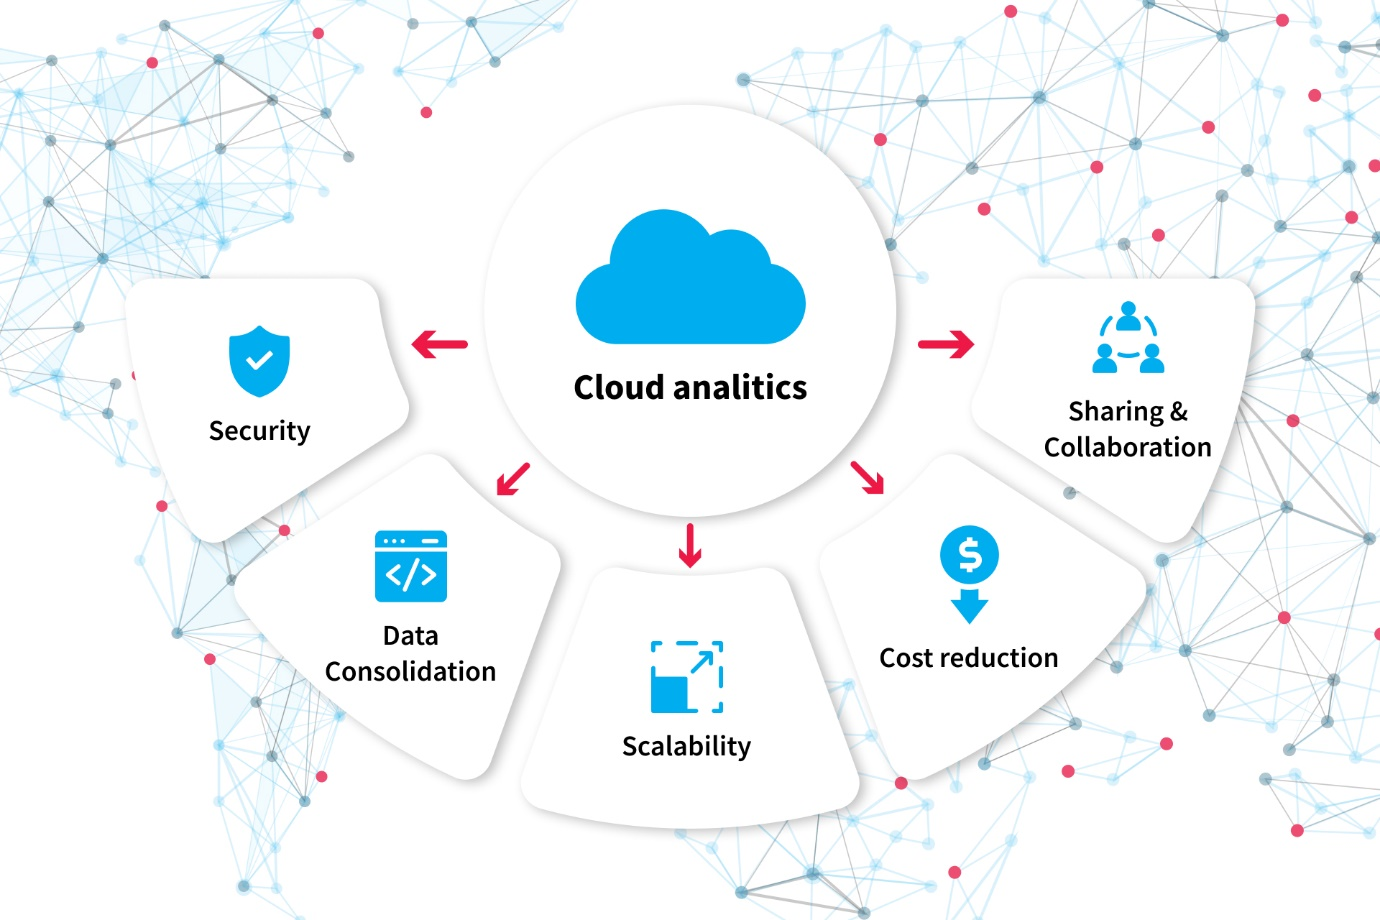 Cloud analitics
Security
Data
Consolidation
Scalability
Cost reduction
Sharing &
Collaboration